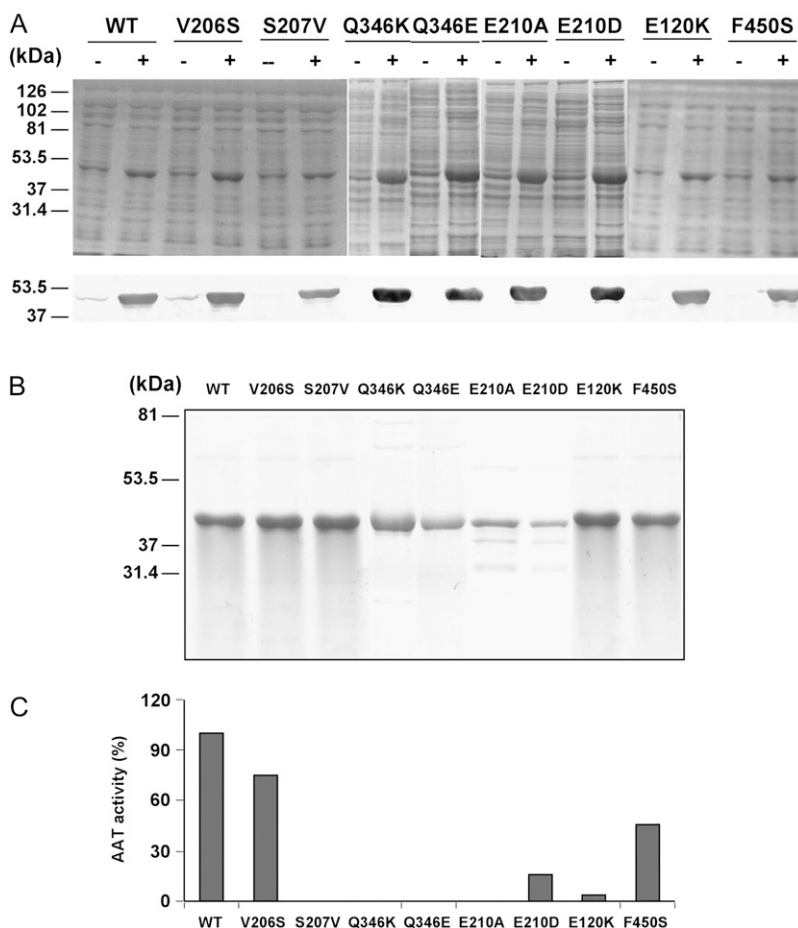 A
WT V206S S207V Q346K Q346E E210A E210D E120K F450S
(kDa) - + - + -- + - + - + - + - + - + - +
126
102
81
53.5
37
31.4
53.5
37
B
(kDa) WT V206S S207V Q346K Q346E E210A E210D E120K F450S
81
53.5
37
31.4
C
AAT activity (%)
120
90
60
30
0
WT V206S S207V Q346K Q346E E210A E210D E120K F450S